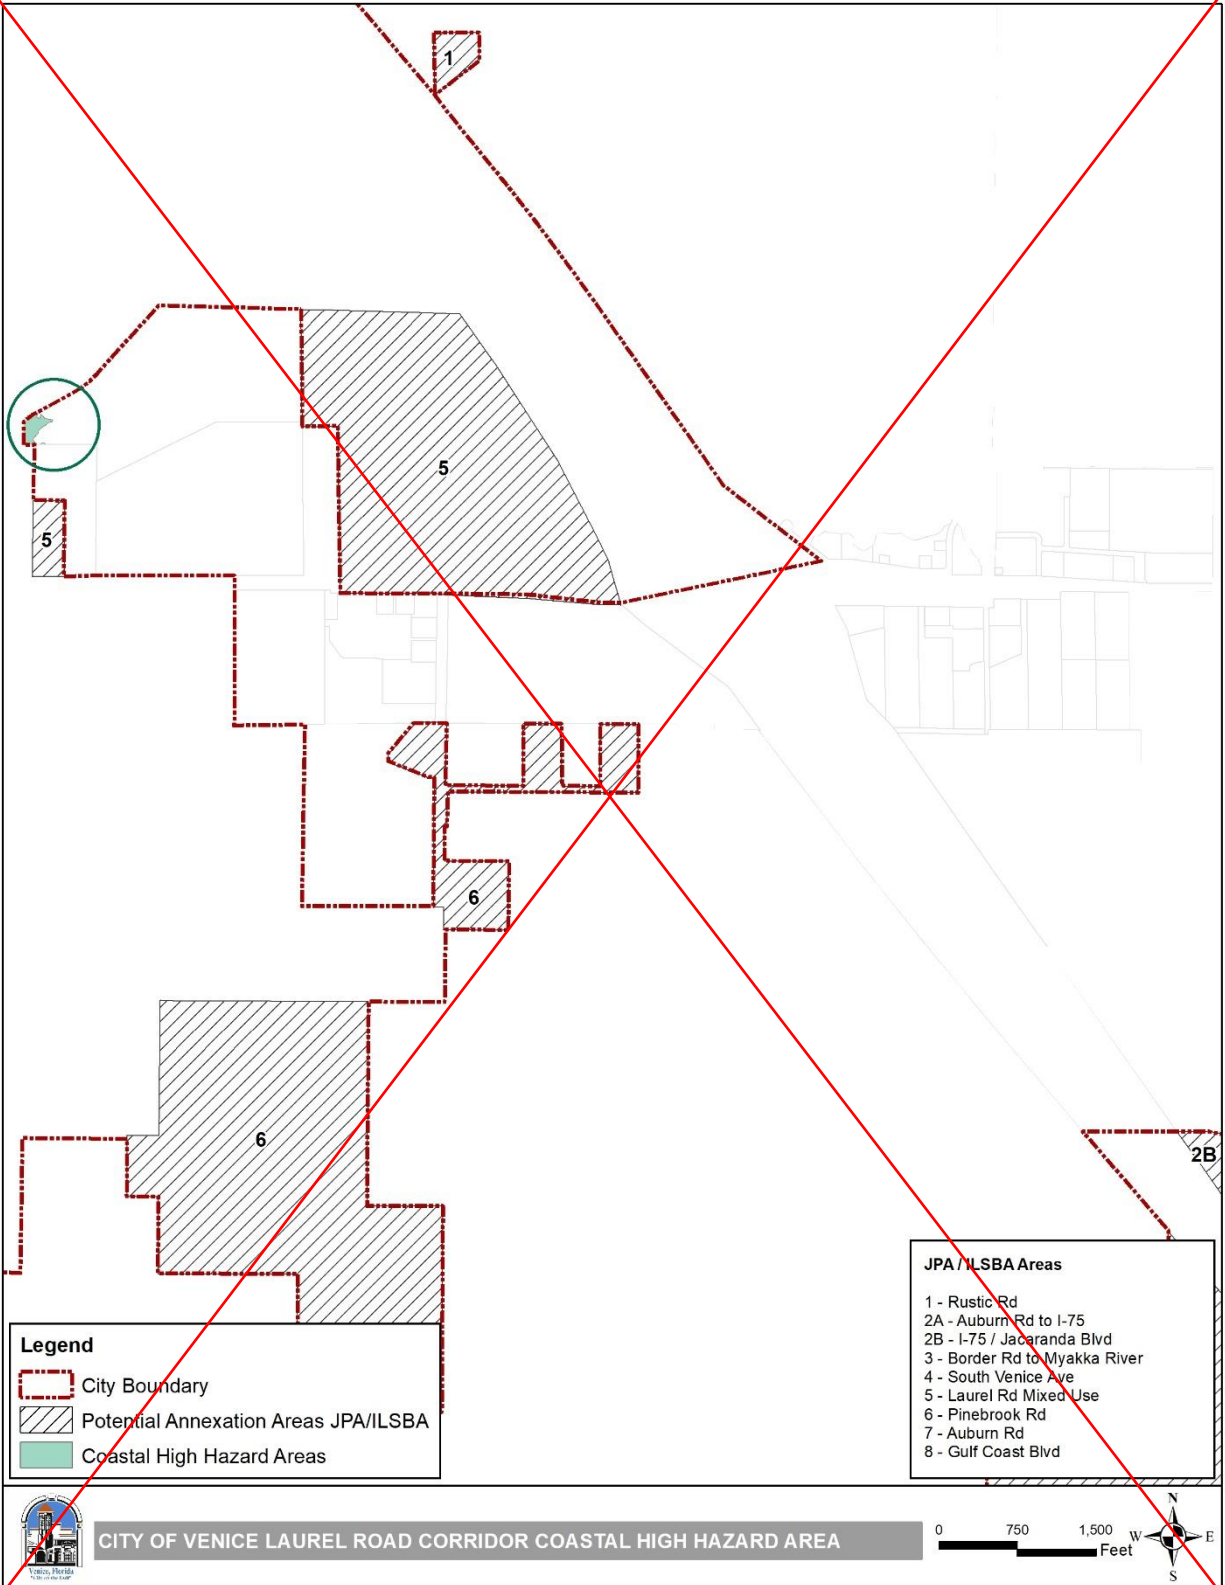 1
5
5
6
6
2B
JPA / ILSBA Areas
1 - Rustic Rd
2A - Auburn Rd to I-75
2B - I-75 / Jacaranda Blvd
3 - Border Rd to Myakka River
4 - South Venice Ave
5 - Laurel Rd Mixed Use
6 - Pinebrook Rd
7 - Auburn Rd
8 - Gulf Coast Blvd
Legend
City Boundary
Potential Annexation Areas JPA/ILSBA
Coastal High Hazard Areas
Venice, Florida
CITY OF VENICE LAUREL ROAD CORRIDOR COASTAL HIGH HAZARD AREA
0 750 1,500
Feet
N
W E
S